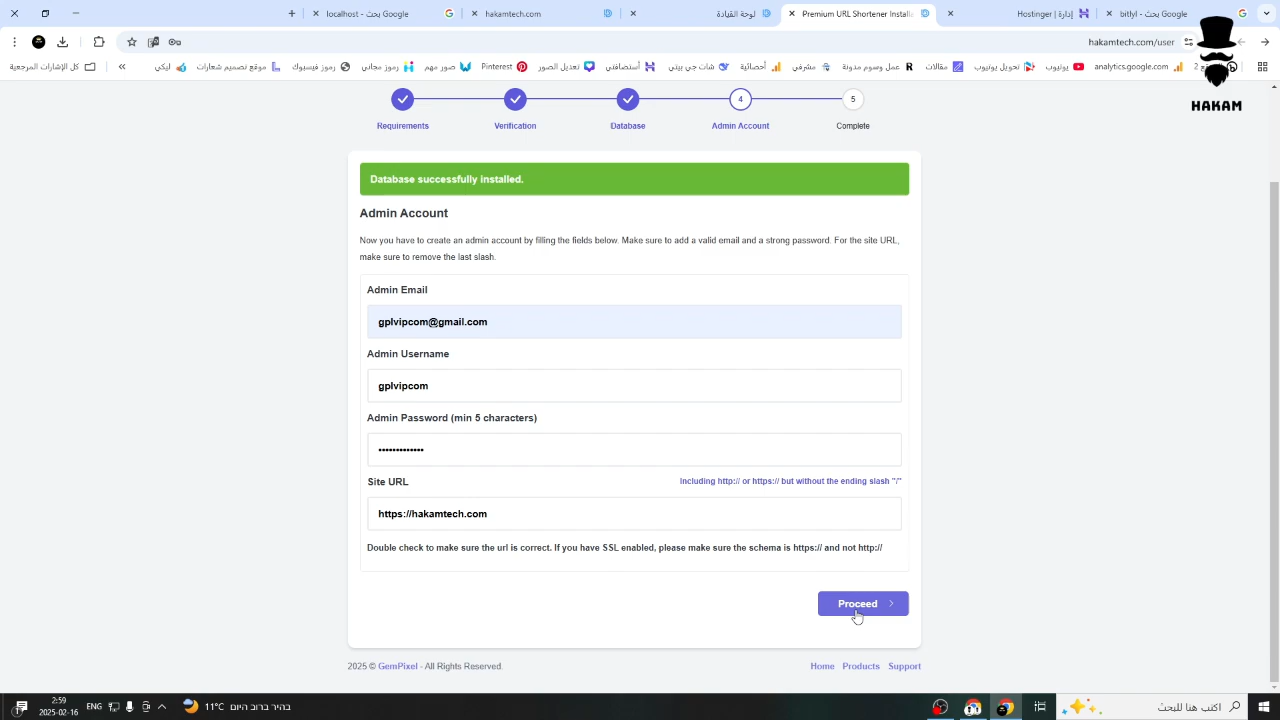 localhost - بحث Google
hakamtech.com
لوحة القيادة
Premium URL Shortener Installe
Hostinger | إدارة
bitlyl - بحث Google
hakamtech.com/user
كل الإشارات المرجعية
ليكي
موقع تصميم شعارات
رموز فيسبوك
رموز مجاني
صور مهم
Pinterest
تعديل الصور
أستضافتي
شات جي بيتي
أحصائية
مشرفي
عمل وسوم مدونة
مقالات
تحويل يوتيوب
يوتيوب
analytics.google.com
2
HAKAM
4
5
Requirements
Verification
Database
Admin Account
Complete
Database successfully installed.
Admin Account
Now you have to create an admin account by filling the fields below. Make sure to add a valid email and a strong password. For the site URL,
make sure to remove the last slash.
Admin Email
gplvipcom@gmail.com
Admin Username
gplvipcom
Admin Password (min 5 characters)
•••••••••••••
Site URL
Including http:// or https:// but without the ending slash "/"
https://hakamtech.com
Double check to make sure the url is correct. If you have SSL enabled, please make sure the schema is https:// and not http://
Proceed
2025 © GemPixel - All Rights Reserved.
Home Products Support
2:59
2025-02-16
ENG
11°C
בהיר ברוב היום
اكتب هنا للبحث